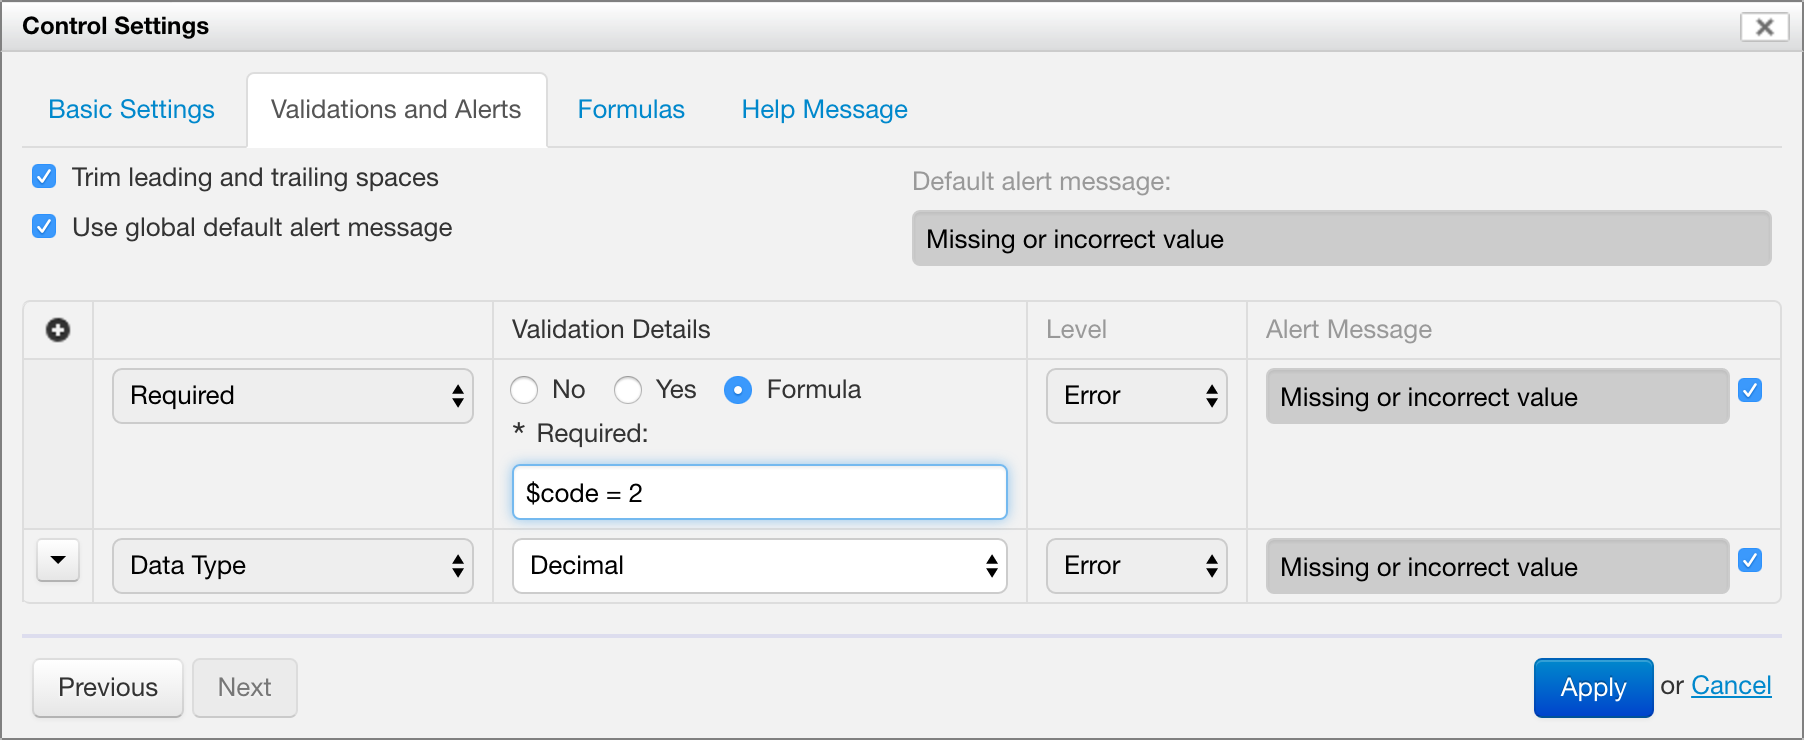 Control Settings
Basic Settings Validations and Alerts Formulas Help Message
Trim leading and trailing spaces
Default alert message:
Use global default alert message
Missing or incorrect value
Validation Details Level Alert Message
Required No Yes Formula Error Missing or incorrect value
* Required:
$code = 2
Data Type Decimal Error Missing or incorrect value
Previous Next Apply or Cancel